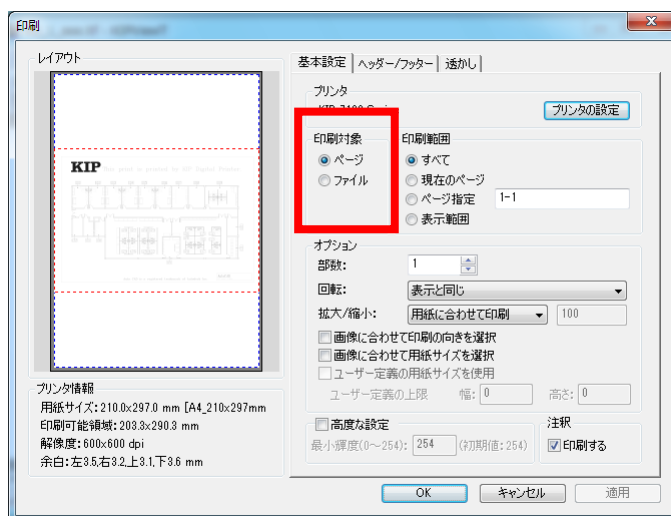 印刷
レイアウト
KIP
プリンタ情報
用紙サイズ: 210.0x297.0 mm [A4_210x297mm
印刷可能領域: 203.3x290.3 mm
解像度: 600x600 dpi
余白: 左3.5,右3.2,上3.1,下3.6 mm
基本設定 ヘッダー/フッター 透かし
プリンタ
プリンタの設定
印刷対象
ページ
ファイル
印刷範囲
すべて
現在のページ
ページ指定 1-1
表示範囲
オプション
部数: 1
回転: 表示と同じ
拡大/縮小: 用紙に合わせて印刷 100
画像に合わせて印刷の向きを選択
画像に合わせて用紙サイズを選択
ユーザー定義の用紙サイズを使用
ユーザー定義の上限 幅: 0 高さ: 0
高度な設定
最小輝度(0~254): 254 (初期値: 254)
注釈
印刷する
OK キャンセル 適用